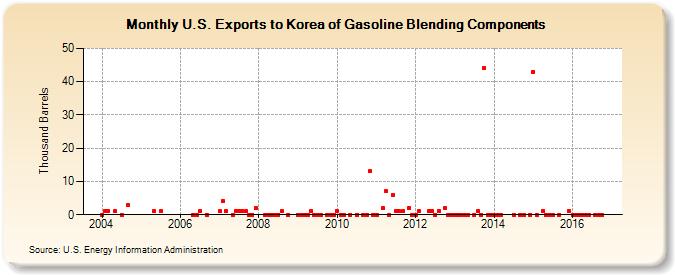 Monthly U.S. Exports to Korea of Gasoline Blending Components
Thousand Barrels
50
40
30
20
10
0
2004 2006 2008 2010 2012 2014 2016
Source: U.S. Energy Information Administration